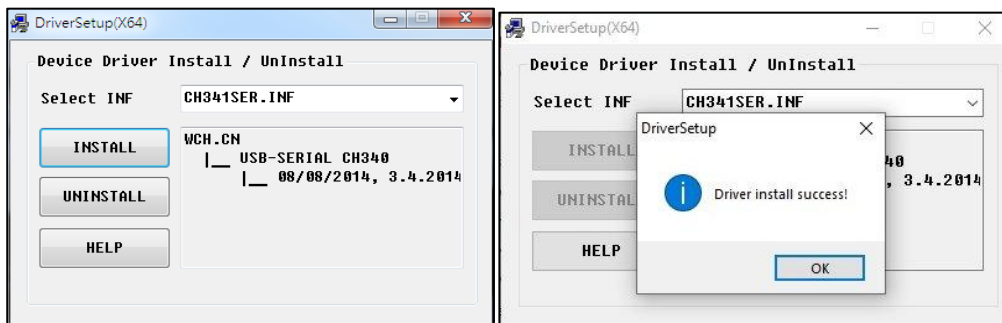 DriverSetup(X64)
Device Driver Install / UnInstall
Select INF
CH341SER.INF
INSTALL
WCH.CN
|__ USB-SERIAL CH340
|__ 08/08/2014, 3.4.2014
UNINSTALL
HELP
DriverSetup(X64)
Device Driver Install / UnInstall
Select INF
CH341SER.INF
INSTALL
40
, 3.4.2014
UNINSTAL
HELP
DriverSetup
Driver install success!
OK